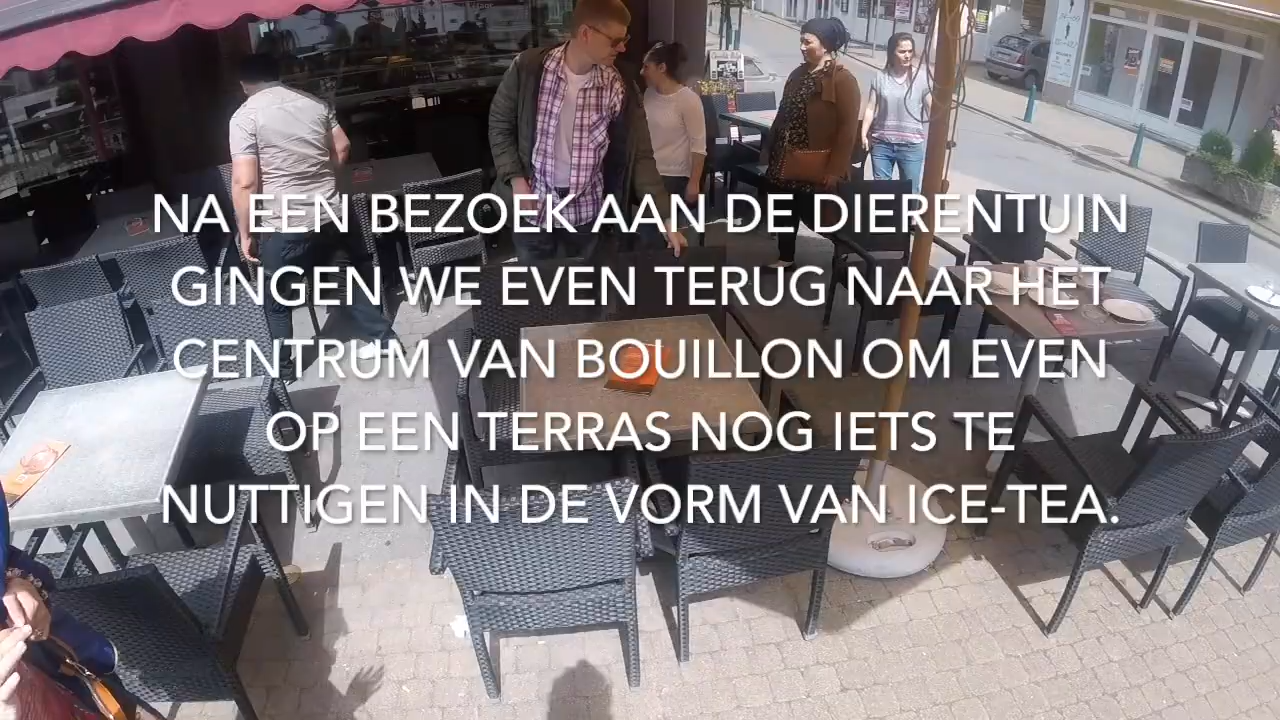 NA EEN BEZOEK AAN DE DIERENTUIN
GINGEN WE EVEN TERUG NAAR HET
CENTRUM VAN BOUILLON OM EVEN
OP EEN TERRAS NOG IETS TE
NUTTIGEN IN DE VORM VAN ICE-TEA.